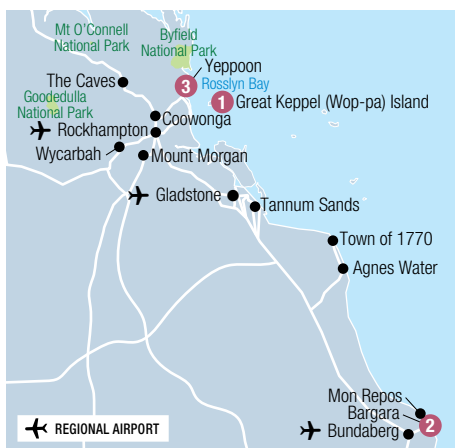 Mt O'Connell
National Park
Byfield
National Park
Yeppoon
The Caves
3
Rosslyn Bay
1
Great Keppel (Wop-pa) Island
Goodedulla
National Park
Coowonga
Rockhampton
Wycarbah
Mount Morgan
Gladstone
Tannum Sands
Town of 1770
Agnes Water
Mon Repos
Bargara
2
Bundaberg
REGIONAL AIRPORT